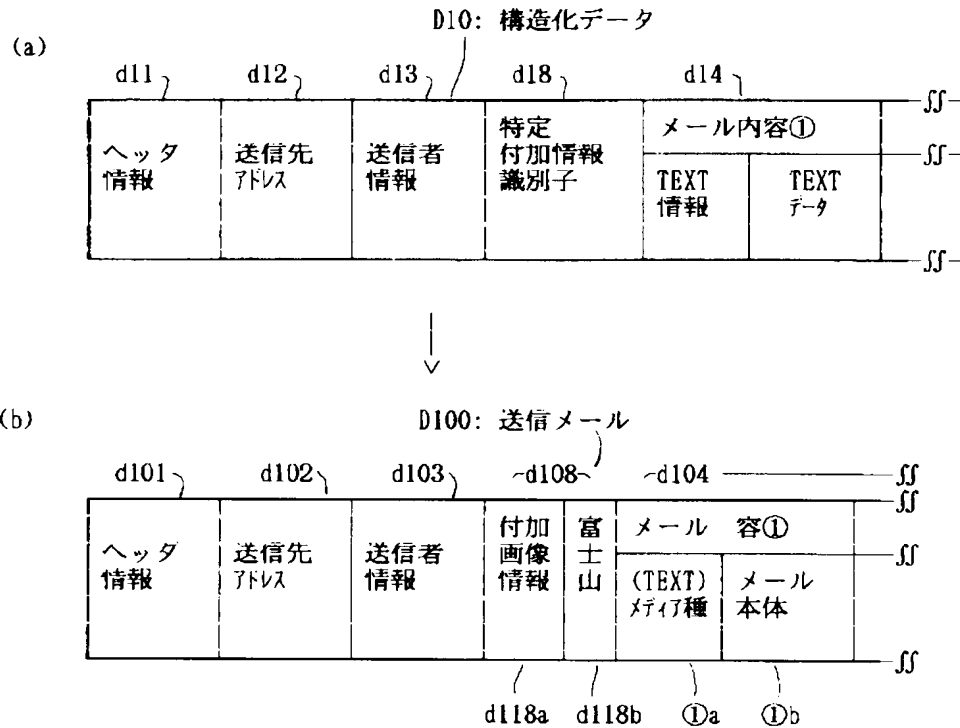 D10: 構造化データ
(a)
d11 d12 d13 d18 d14
ヘッダ
情報
送信先
アドレス
送信者
情報
特定
付加情報
識別子
メール内容①
TEXT
情報
TEXT
データ
(b)
D100: 送信メール
d101 d102 d103 d108 d104
ヘッダ
情報
送信先
アドレス
送信者
情報
付加
画像
情報
富
士
山
メール 容①
(TEXT)
メディア種
メール
本体
d118a d118b ①a ①b